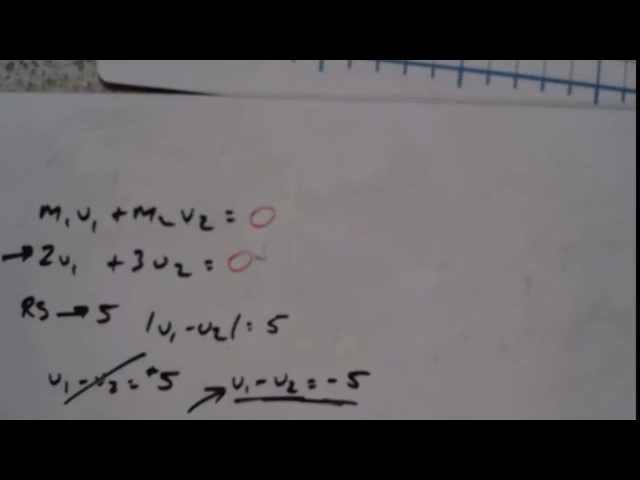 m₁v₁ + m₂v₂ = 0
→ 2v₁ + 3v₂ = 0
RS → 5 |v₁ - v₂| = 5
v₁ - v₂ = +5 → v₁ - v₂ = -5